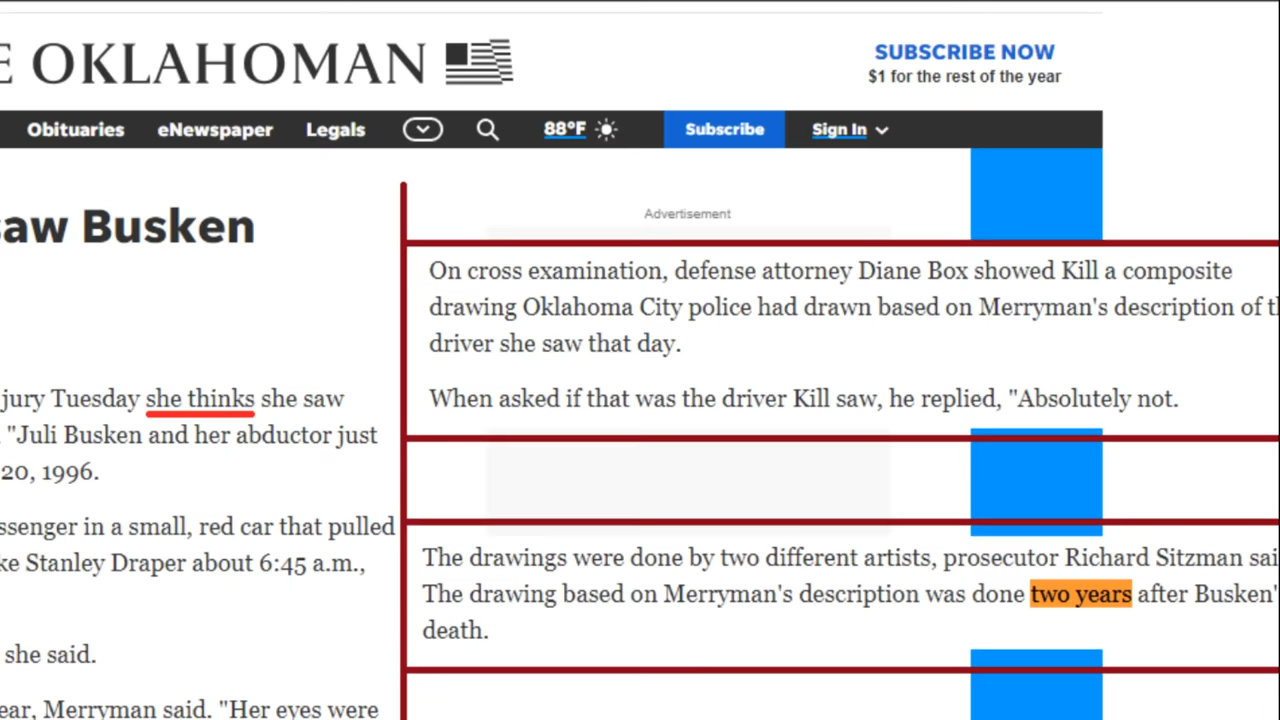 E OKLAHOMAN
SUBSCRIBE NOW
$1 for the rest of the year
Obituaries eNewspaper Legals 88°F Subscribe Sign In
saw Busken
jury Tuesday she thinks she saw
"Juli Busken and her abductor just
20, 1996.
ssenger in a small, red car that pulled
ke Stanley Draper about 6:45 a.m.,
she said.
ear, Merryman said. "Her eyes were
Advertisement
On cross examination, defense attorney Diane Box showed Kill a composite
drawing Oklahoma City police had drawn based on Merryman's description of th
driver she saw that day.
When asked if that was the driver Kill saw, he replied, "Absolutely not.
The drawings were done by two different artists, prosecutor Richard Sitzman sai
The drawing based on Merryman's description was done two years after Busken'
death.